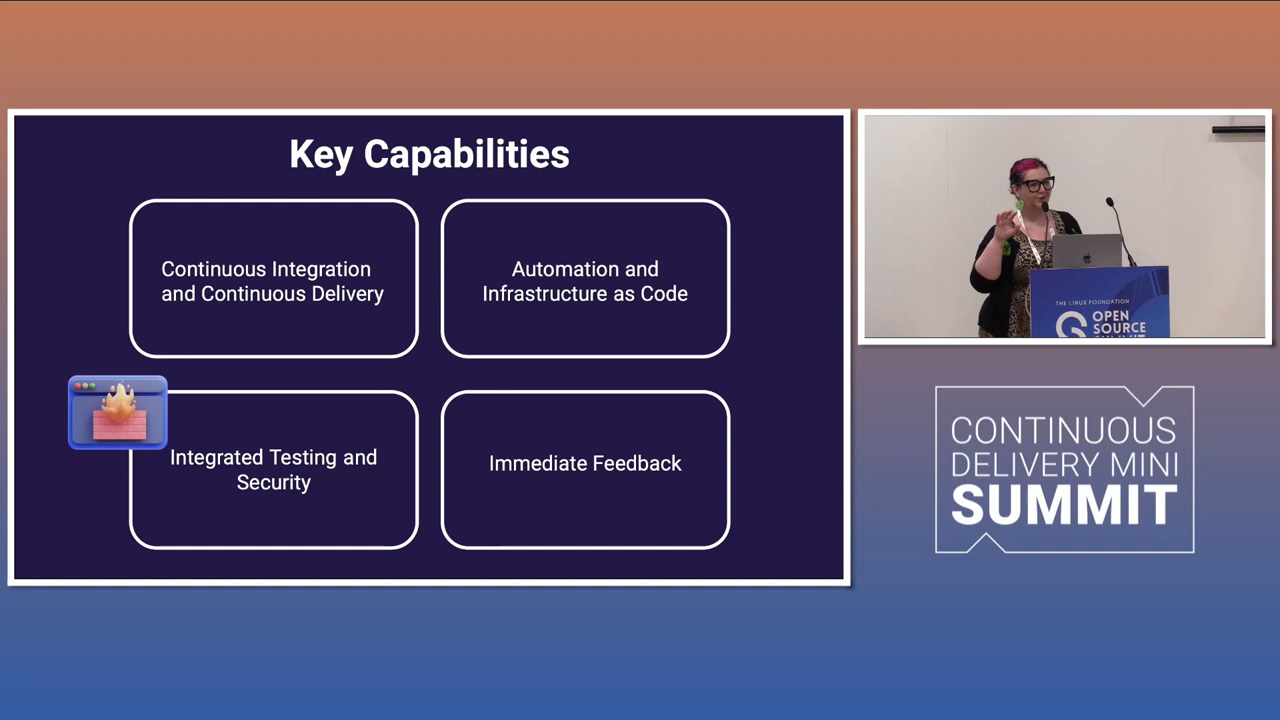 Key Capabilities
Continuous Integration
and Continuous Delivery
Automation and
Infrastructure as Code
Integrated Testing and
Security
Immediate Feedback
THE LINUX FOUNDATION
OPEN
SOURCE
SUMMIT
CONTINUOUS
DELIVERY MINI
SUMMIT